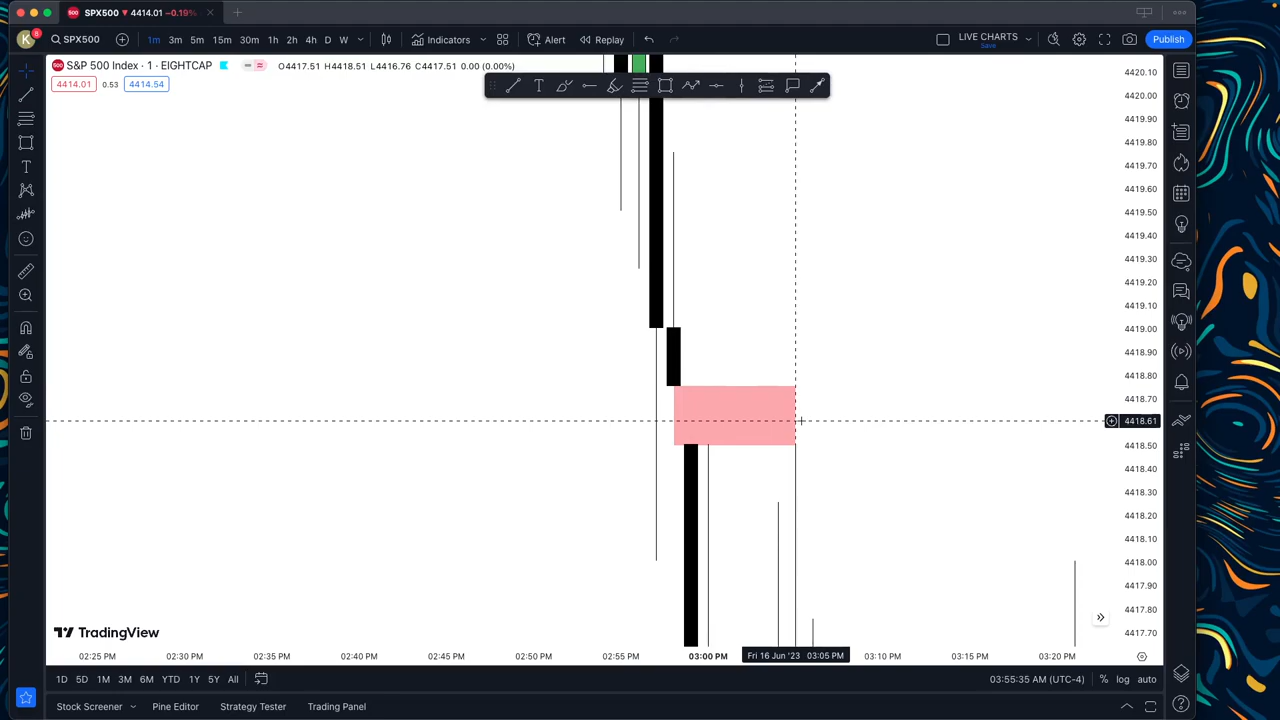 SPX500 ▼ 4414.01 −0.19%
K 8 SPX500 1m 3m 5m 15m 30m 1h 2h 4h D W Indicators Alert Replay LIVE CHARTS Save Publish
S&P 500 Index · 1 · EIGHTCAP O4417.51 H4418.51 L4416.76 C4417.51 0.00 (0.00%)
4414.01 0.53 4414.54
T
T
4420.10
4420.00
4419.90
4419.80
4419.70
4419.60
4419.50
4419.40
4419.30
4419.20
4419.10
4419.00
4418.90
4418.80
4418.70
4418.61
4418.50
4418.40
4418.30
4418.20
4418.10
4418.00
4417.90
4417.80
4417.70
TradingView
02:25 PM 02:30 PM 02:35 PM 02:40 PM 02:45 PM 02:50 PM 02:55 PM 03:00 PM Fri 16 Jun '23 03:05 PM 03:10 PM 03:15 PM 03:20 PM
1D 5D 1M 3M 6M YTD 1Y 5Y All 03:55:35 AM (UTC-4) % log auto
Stock Screener Pine Editor Strategy Tester Trading Panel